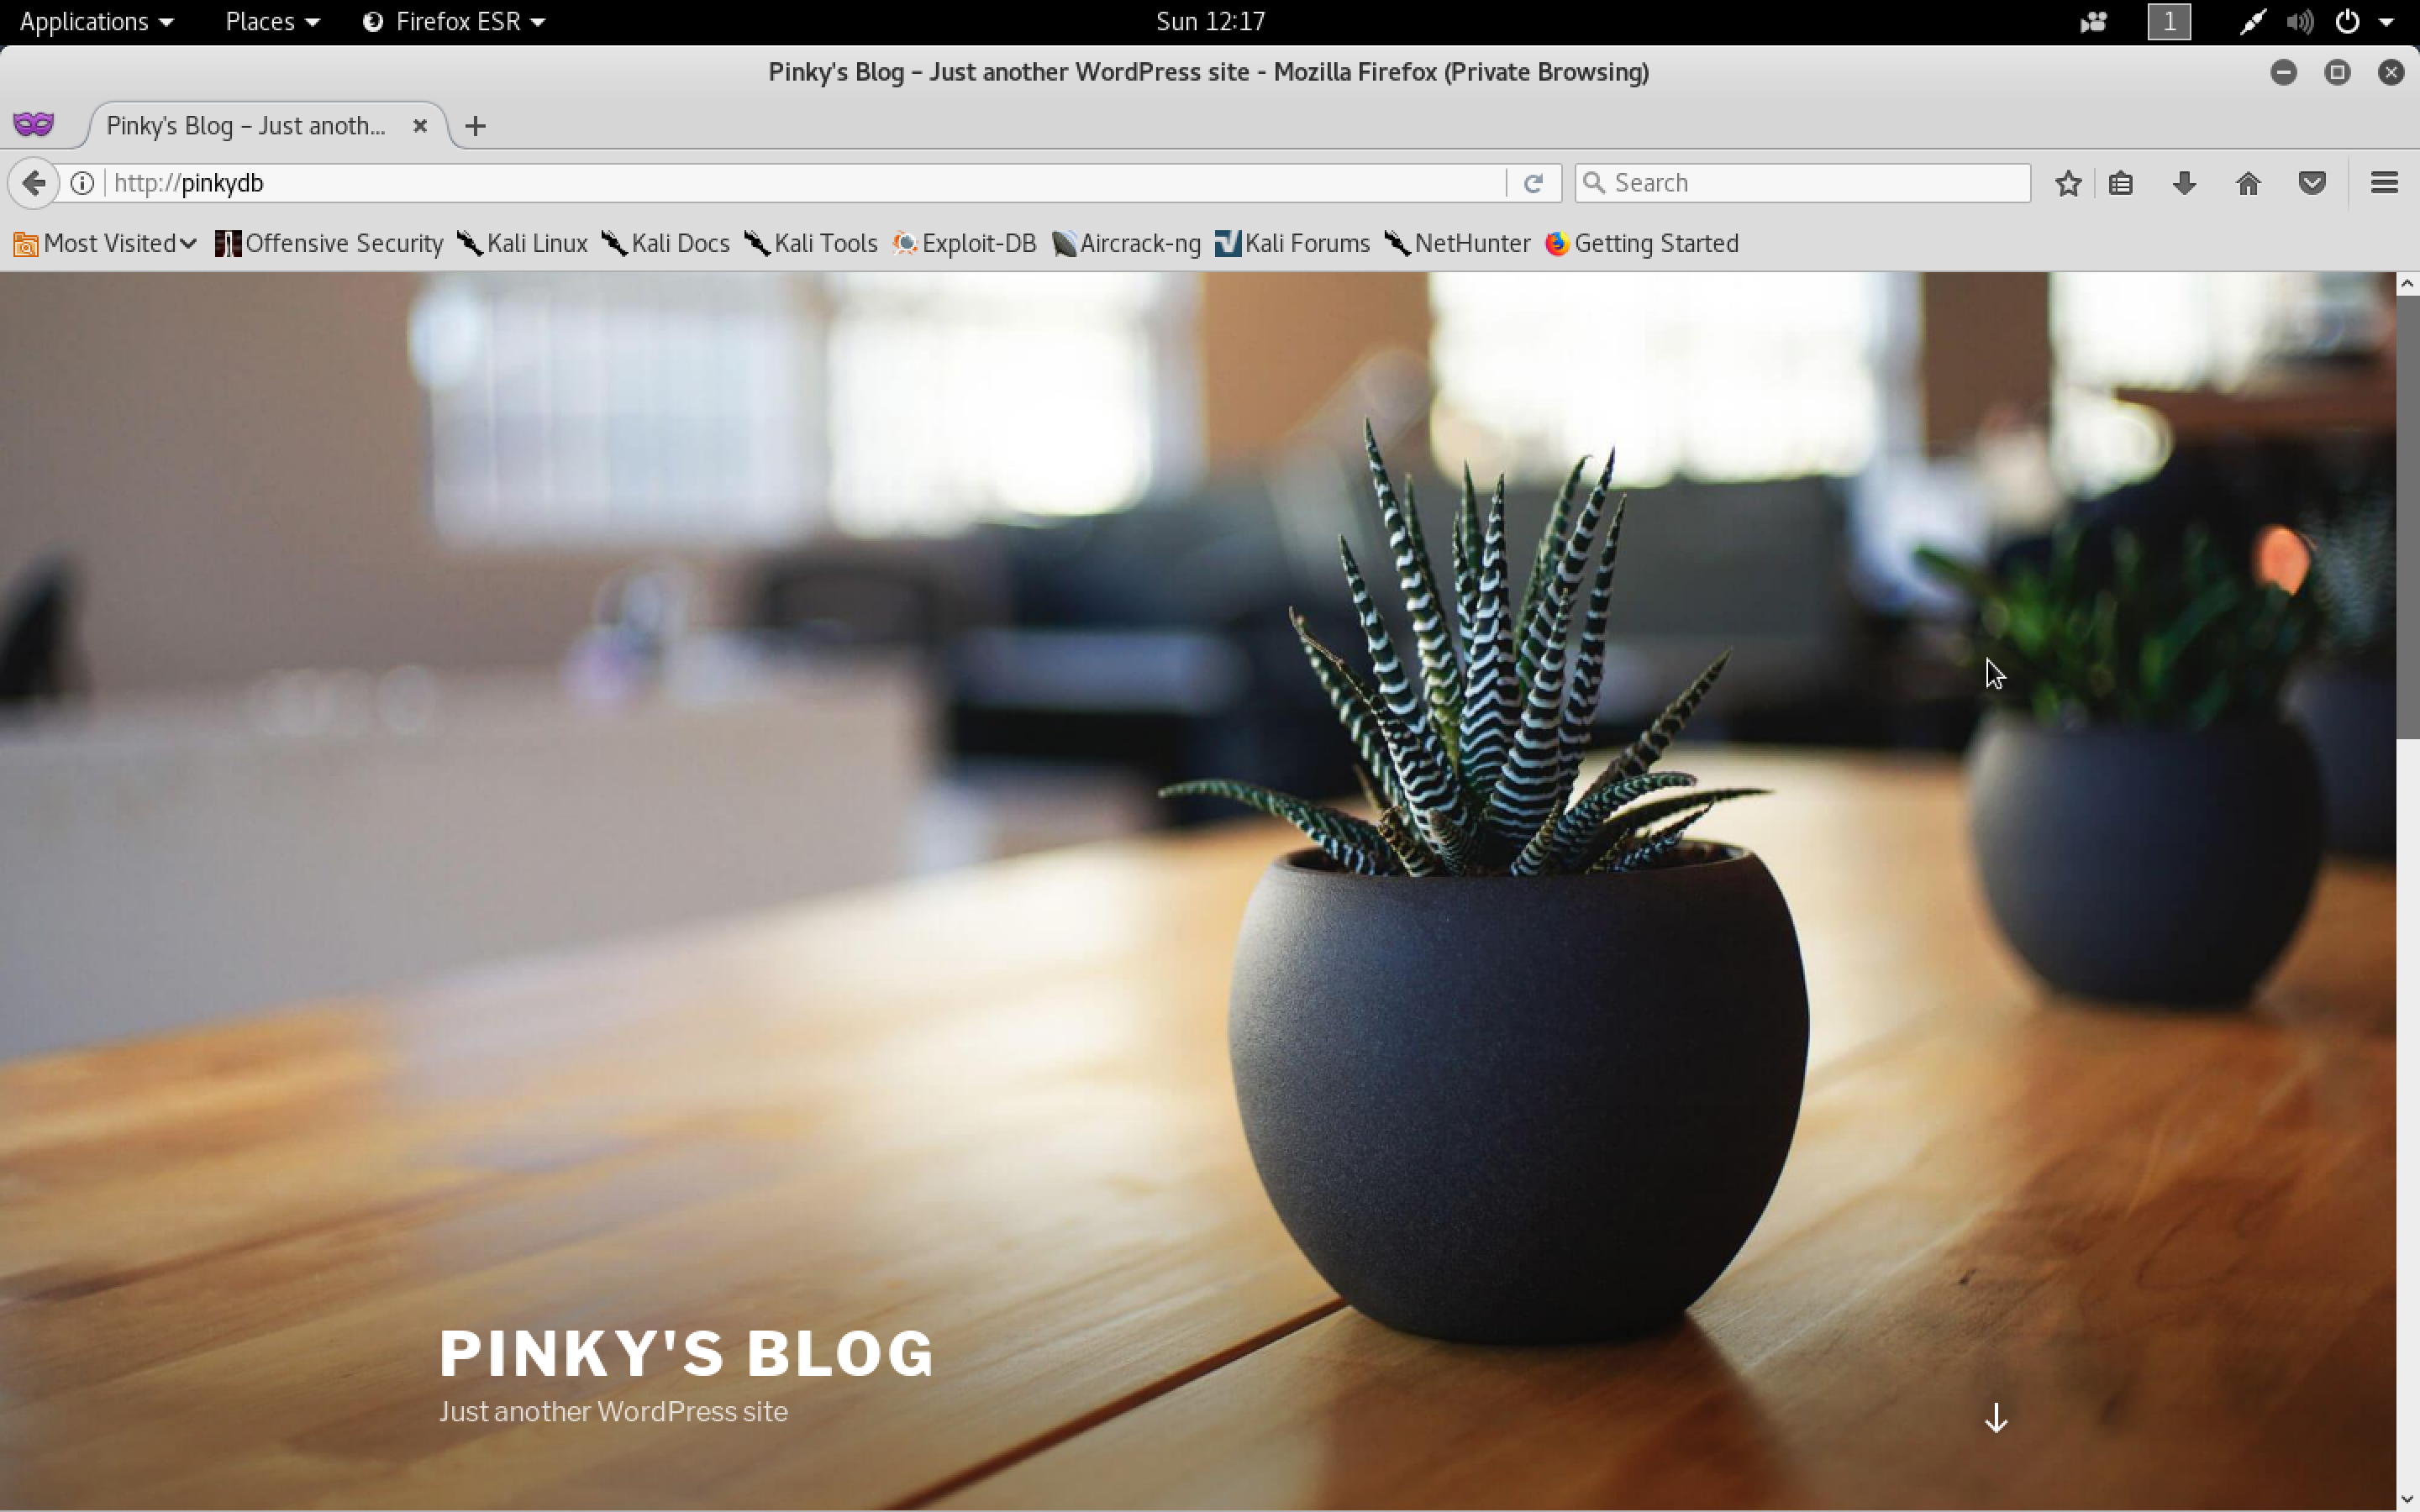 Applications Places Firefox ESR Sun 12:17 1
Pinky's Blog – Just another WordPress site - Mozilla Firefox (Private Browsing)
Pinky's Blog – Just anoth...
http://pinkydb Search
Most Visited Offensive Security Kali Linux Kali Docs Kali Tools Exploit-DB Aircrack-ng Kali Forums NetHunter Getting Started
PINKY'S BLOG
Just another WordPress site